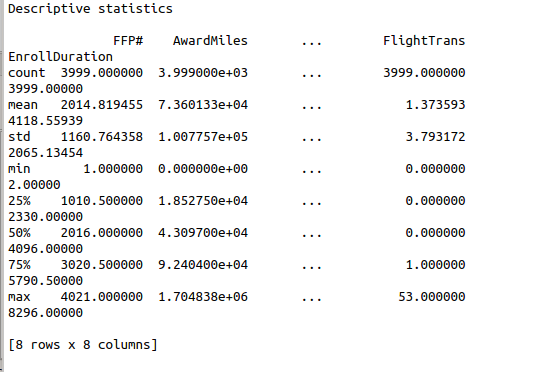 Descriptive statistics
FFP# AwardMiles ... FlightTrans
EnrollDuration
count 3999.000000 3.999000e+03 ... 3999.000000
3999.00000
mean 2014.819455 7.360133e+04 ... 1.373593
4118.55939
std 1160.764358 1.007757e+05 ... 3.793172
2065.13454
min 1.000000 0.000000e+00 ... 0.000000
2.00000
25% 1010.500000 1.852750e+04 ... 0.000000
2330.00000
50% 2016.000000 4.309700e+04 ... 0.000000
4096.00000
75% 3020.500000 9.240400e+04 ... 1.000000
5790.50000
max 4021.000000 1.704838e+06 ... 53.000000
8296.00000
[8 rows x 8 columns]